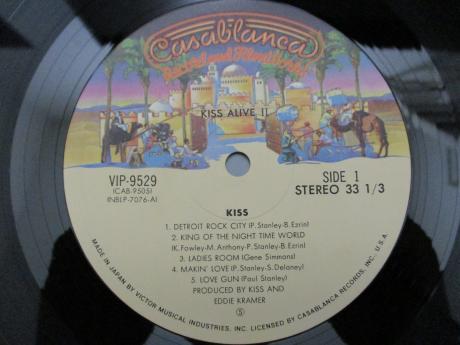 Casablanca
Record and FilmWorks
KISS ALIVE II
VIP-9529
(CAB-9505)
(NBLP-7076-A)
SIDE 1
STEREO 33 1/3
KISS
1. DETROIT ROCK CITY (P. Stanley-B. Ezrin)
2. KING OF THE NIGHT TIME WORLD
(K. Fowley-M. Anthony-P. Stanley-B. Ezrin)
3. LADIES ROOM (Gene Simmons)
4. MAKIN' LOVE (P. Stanley-S. Delaney)
5. LOVE GUN (Paul Stanley)
PRODUCED BY KISS AND
EDDIE KRAMER
Ⓢ
MADE IN JAPAN BY VICTOR MUSICAL INDUSTRIES, INC. LICENSED BY CASABLANCA RECORDS INC. U.S.A.